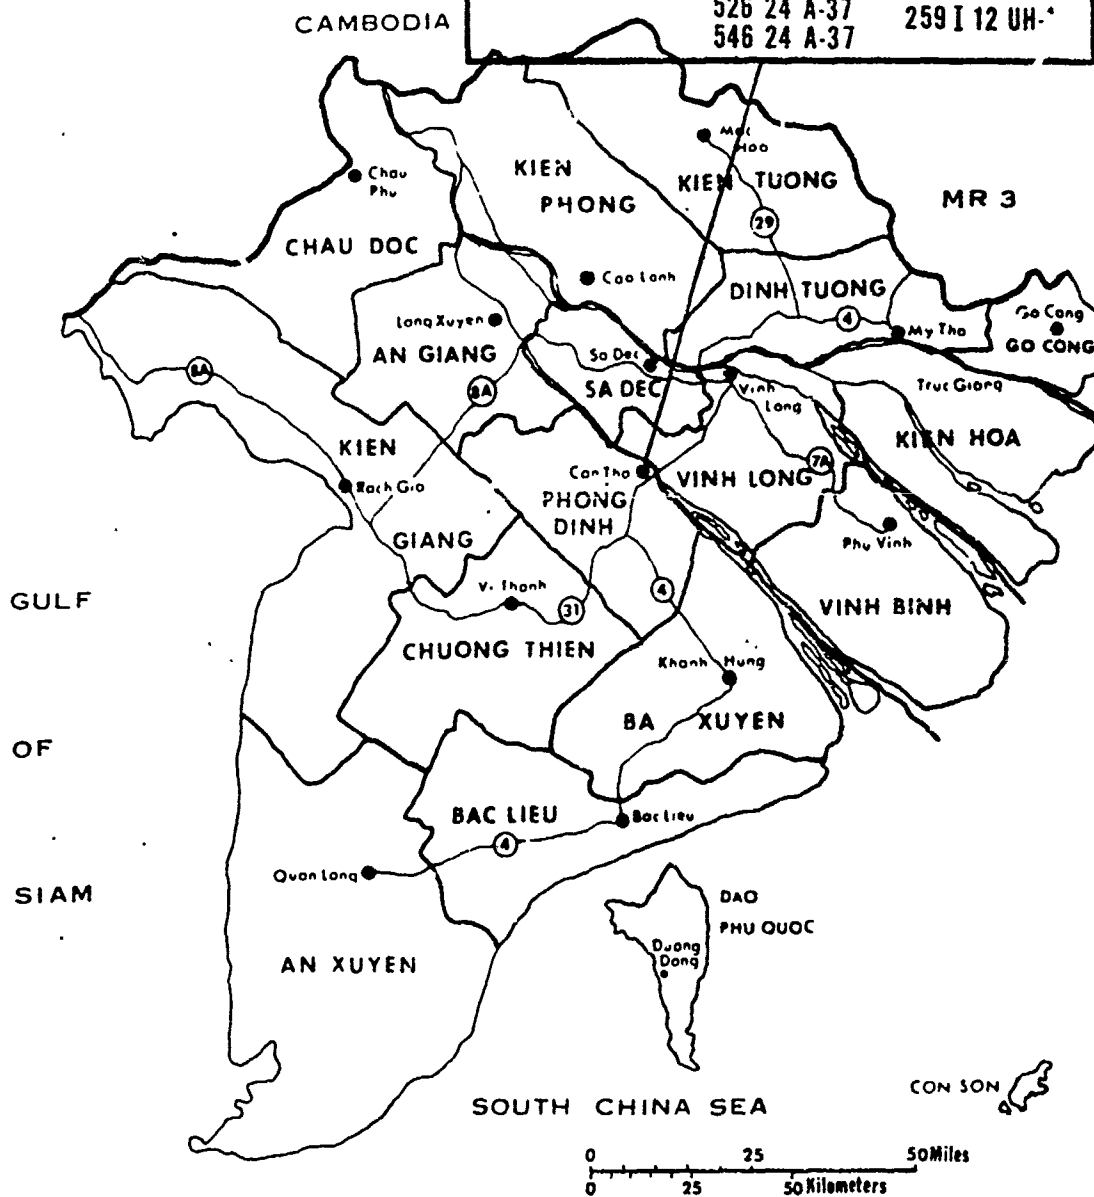 CAMBODIA
526 24 A-37
546 24 A-37
259 I 12 UH-
Moc
Hoa
Chau
Phu
KIEN
PHONG
KIEN TUONG
MR 3
29
CHAU DOC
Cao Lanh
DINH TUONG
Go Cong
GO CONG
Long Xuyen
4
My Tho
AN GIANG
Sa Dec
SA DEC
Vinh
Long
Truc Giang
8A
8A
KIEN
KIEN HOA
7A
Can Tho
VINH LONG
Rach Gia
PHONG
DINH
GIANG
Phu Vinh
Vi Thanh
GULF
31
4
VINH BINH
CHUONG THIEN
Khanh Hung
OF
BA XUYEN
BAC LIEU
Bac Lieu
4
Quan Long
SIAM
DAO
PHU QUOC
Duong
Dong
AN XUYEN
CON SON
SOUTH CHINA SEA
0 25 50 Miles
0 25 50 Kilometers